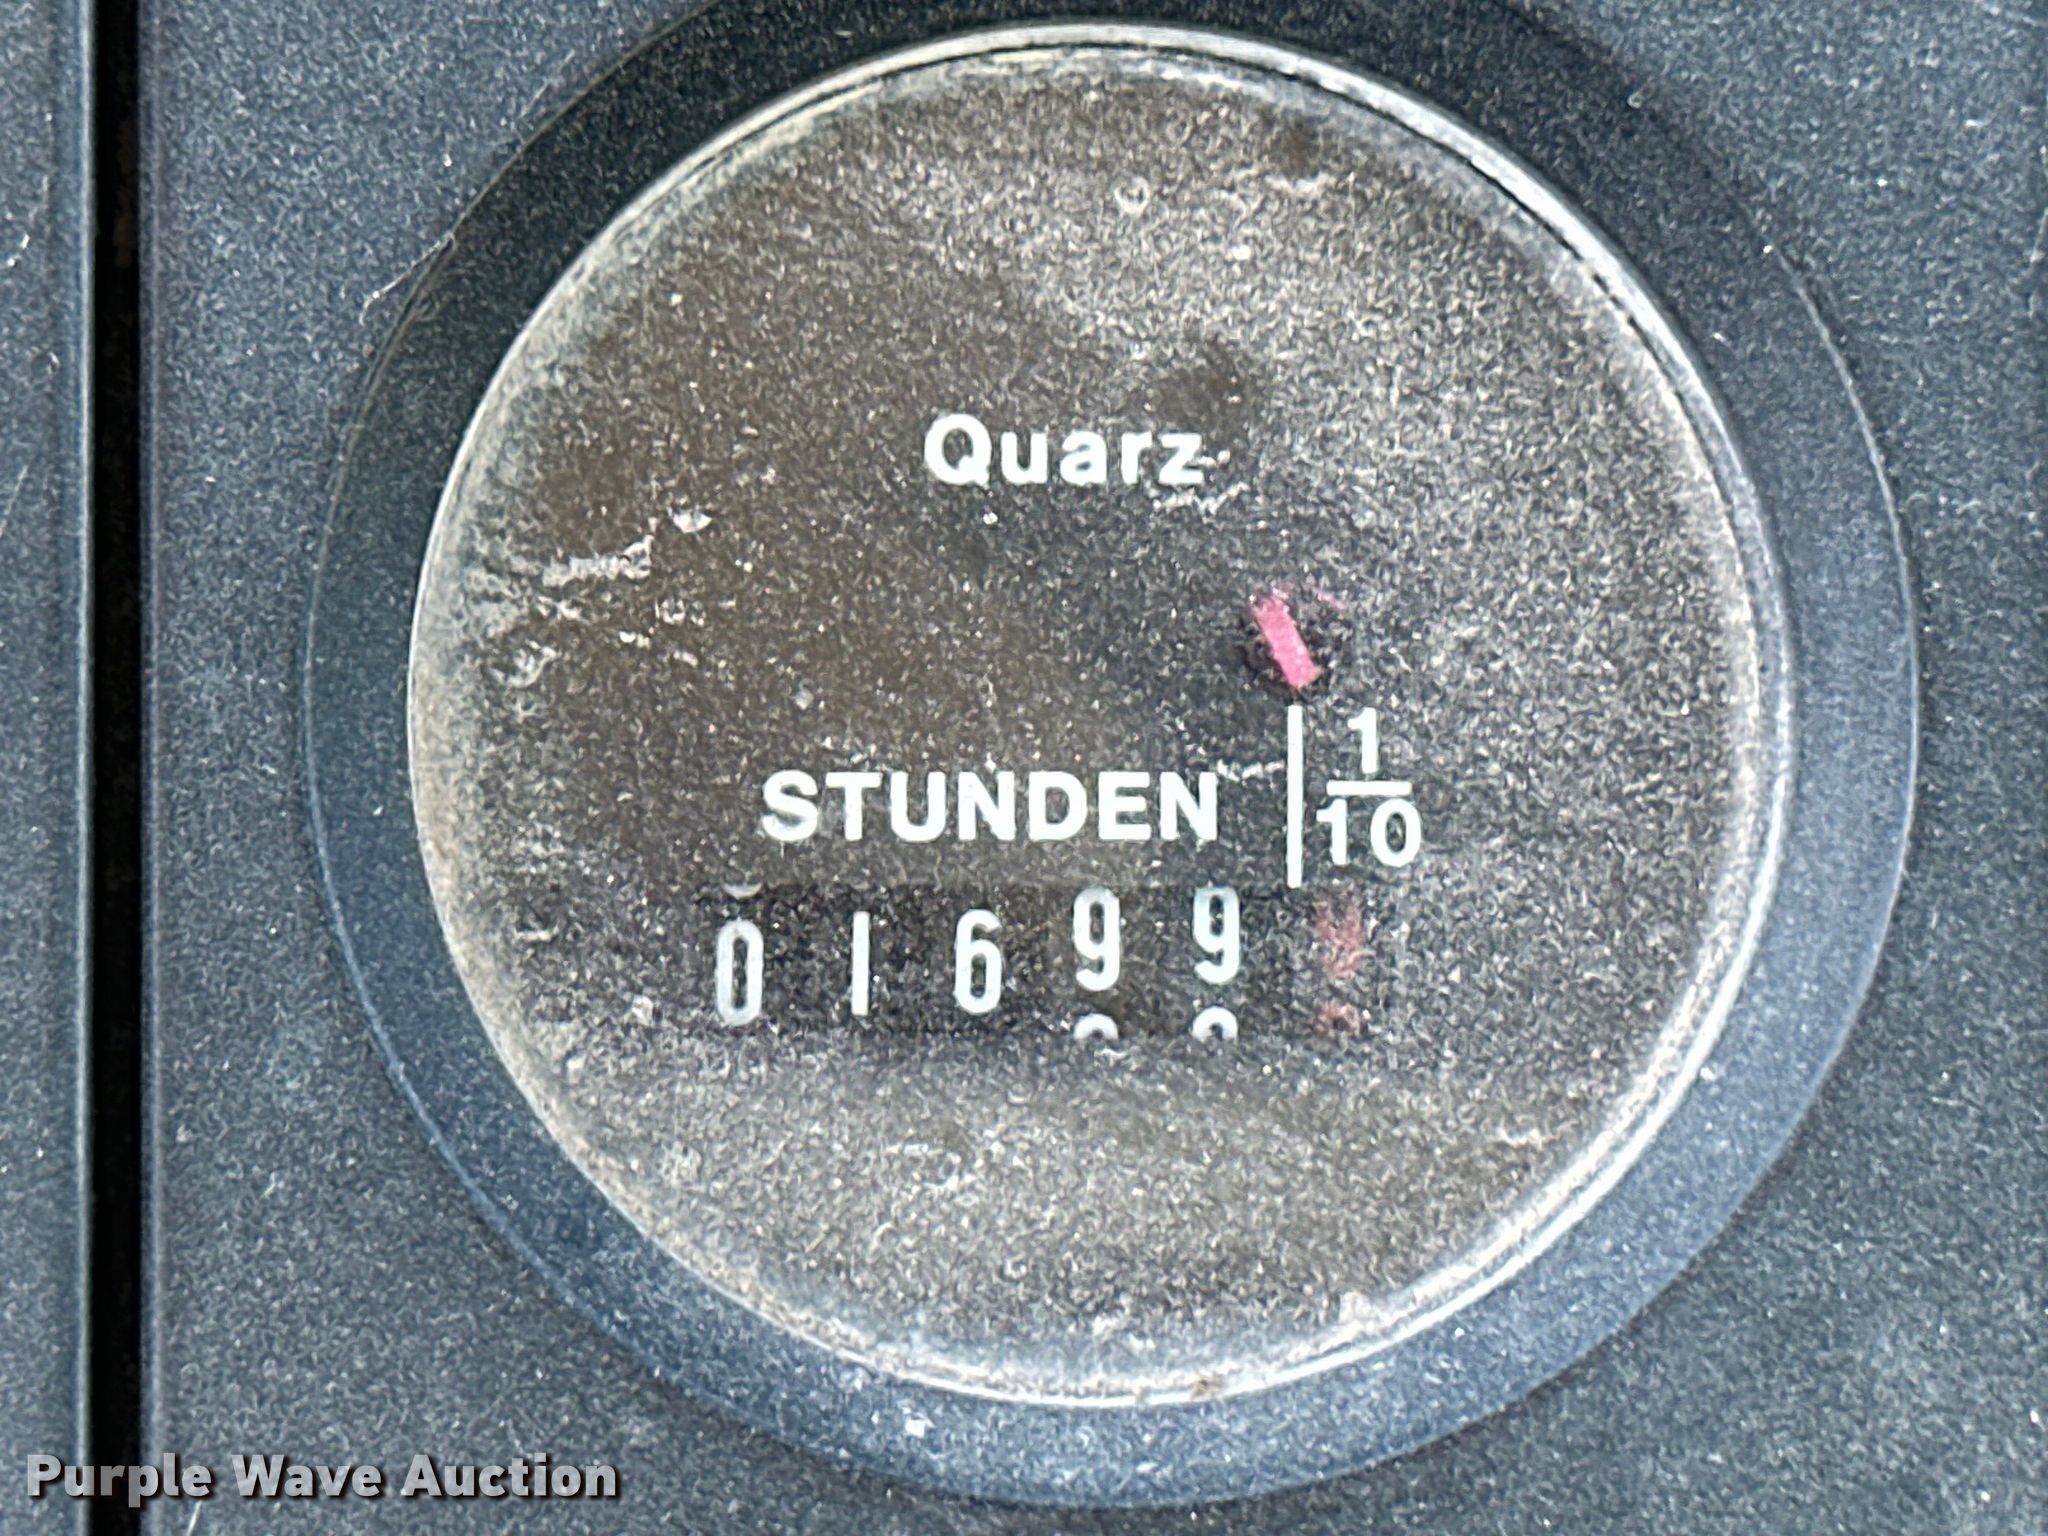 Quarz
STUNDEN 1/10
01699
Purple Wave Auction